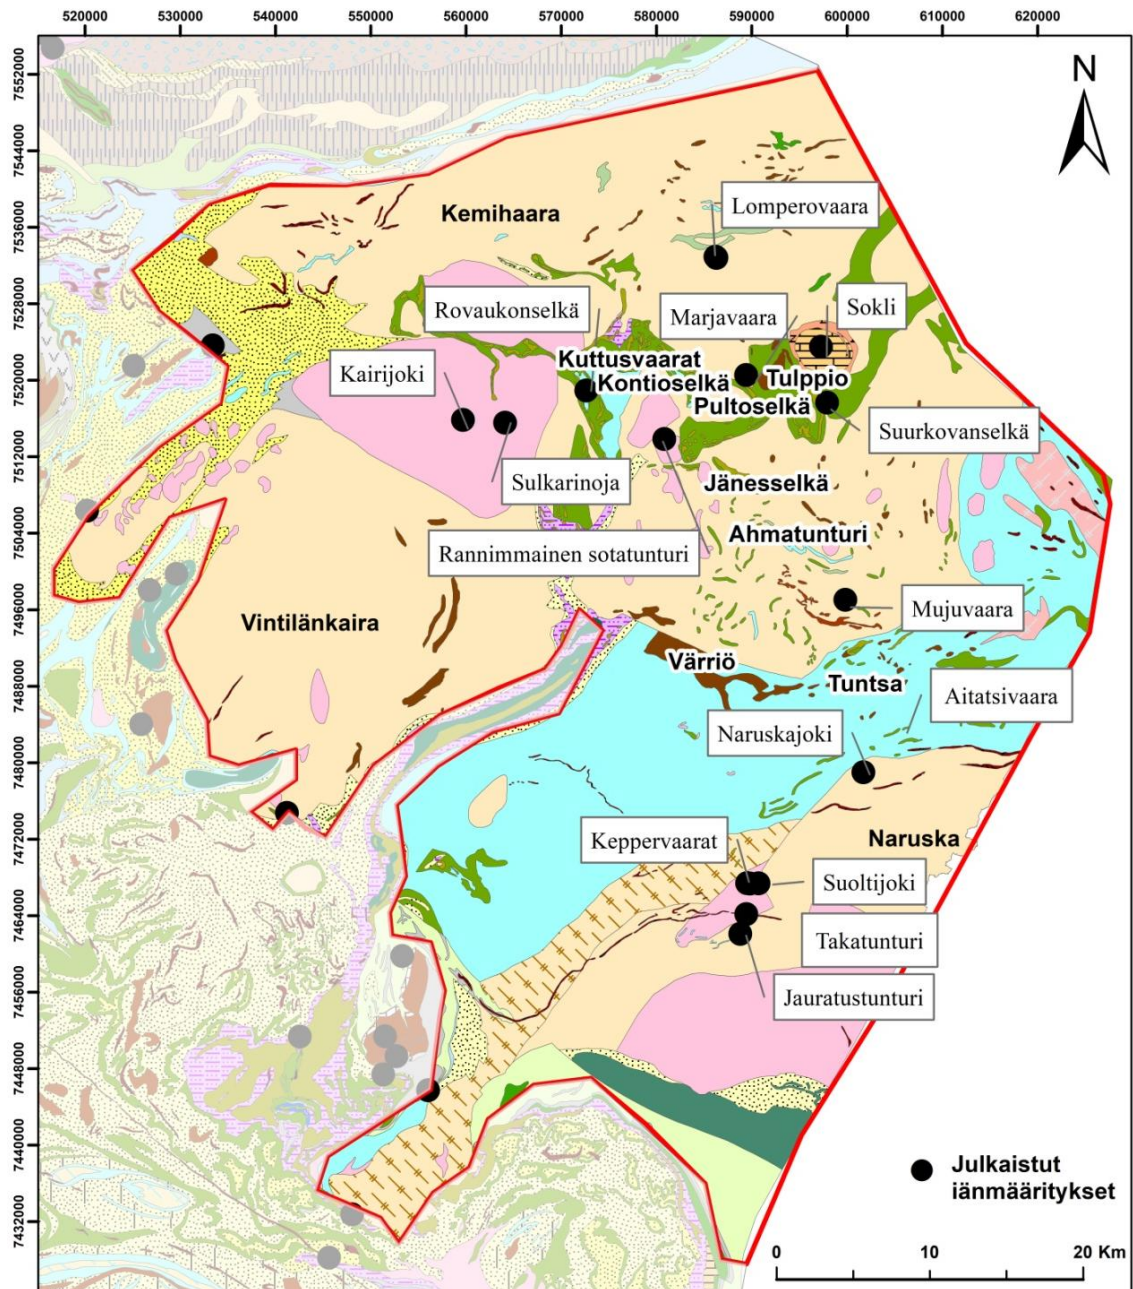 520000 530000 540000 550000 560000 570000 580000 590000 600000 610000 620000
7552000
7544000
7536000
7528000
7520000
7512000
7504000
7496000
7488000
7480000
7472000
7464000
7456000
7448000
7440000
7432000
N
Lomperovaara
Kemihaara
Rovaukonselkä
Marjavaara
Sokli
Kairijoki
Kuttusvaarat
Kontioselkä
Tulppio
Pultoselkä
Suurkovanselkä
Sulkarinoja
Jänesselkä
Ahmatunturi
Rannimmainen sotatunturi
Mujuvaara
Vintilänkaira
Värriö
Tuntsa
Aitatsivaara
Naruskajoki
Keppervaarat
Naruska
Suoltijoki
Takatunturi
Jauratustunturi
Julkaistut
iänmääritykset
0 10 20 Km